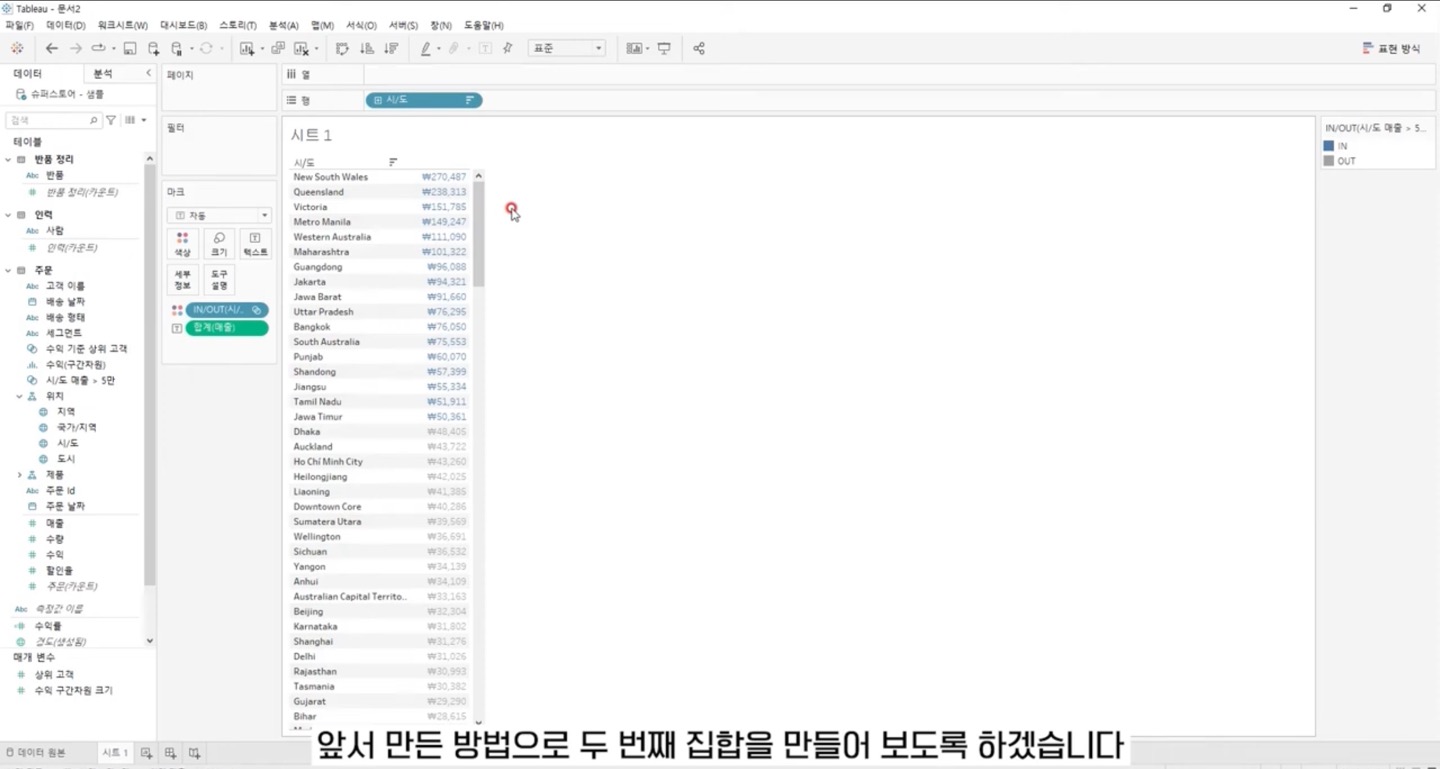 Tableau - 문서2
파일(F) 데이터(D) 워크시트(W) 대시보드(B) 스토리(T) 분석(A) 맵(M) 서식(O) 서버(S) 창(N) 도움말(H)
표준
표현 방식
데이터 분석
슈퍼스토어 - 샘플
검색
테이블
반품 정리
Abc 반품
# 반품 정리(카운트)
인력
Abc 사람
# 인력(카운트)
주문
Abc 고객 이름
배송 날짜
Abc 배송 형태
Abc 세그먼트
수익 기준 상위 고객
수익(구간차원)
시/도 매출 > 5만
위치
지역
국가/지역
시/도
도시
제품
Abc 주문 Id
주문 날짜
# 매출
# 수량
# 수익
# 할인율
# 주문(카운트)
Abc 측정값 이름
# 수익률
경도(생성됨)
매개 변수
# 상위 고객
# 수익 구간차원 크기
페이지
필터
마크
자동
색상 크기 텍스트
세부 정보 도구 설명
IN/OUT(시/..
합계(매출)
열
행 시/도
시트 1
시/도
New South Wales ₩270,487
Queensland ₩238,313
Victoria ₩151,785
Metro Manila ₩149,247
Western Australia ₩111,090
Maharashtra ₩101,322
Guangdong ₩96,088
Jakarta ₩94,321
Jawa Barat ₩91,660
Uttar Pradesh ₩76,295
Bangkok ₩76,050
South Australia ₩75,553
Punjab ₩60,070
Shandong ₩57,399
Jiangsu ₩55,334
Tamil Nadu ₩51,911
Jawa Timur ₩50,361
Dhaka ₩48,405
Auckland ₩43,722
Ho Chí Minh City ₩43,260
Heilongjiang ₩42,025
Liaoning ₩41,385
Downtown Core ₩40,286
Sumatera Utara ₩39,569
Wellington ₩36,691
Sichuan ₩36,532
Yangon ₩34,139
Anhui ₩34,109
Australian Capital Territo.. ₩33,163
Beijing ₩32,304
Karnataka ₩31,802
Shanghai ₩31,276
Delhi ₩31,026
Rajasthan ₩30,993
Tasmania ₩30,382
Gujarat ₩29,290
Bihar ₩28,615
IN/OUT(시/도 매출 > 5...
IN
OUT
데이터 원본 시트 1
앞서 만든 방법으로 두 번째 집합을 만들어 보도록 하겠습니다